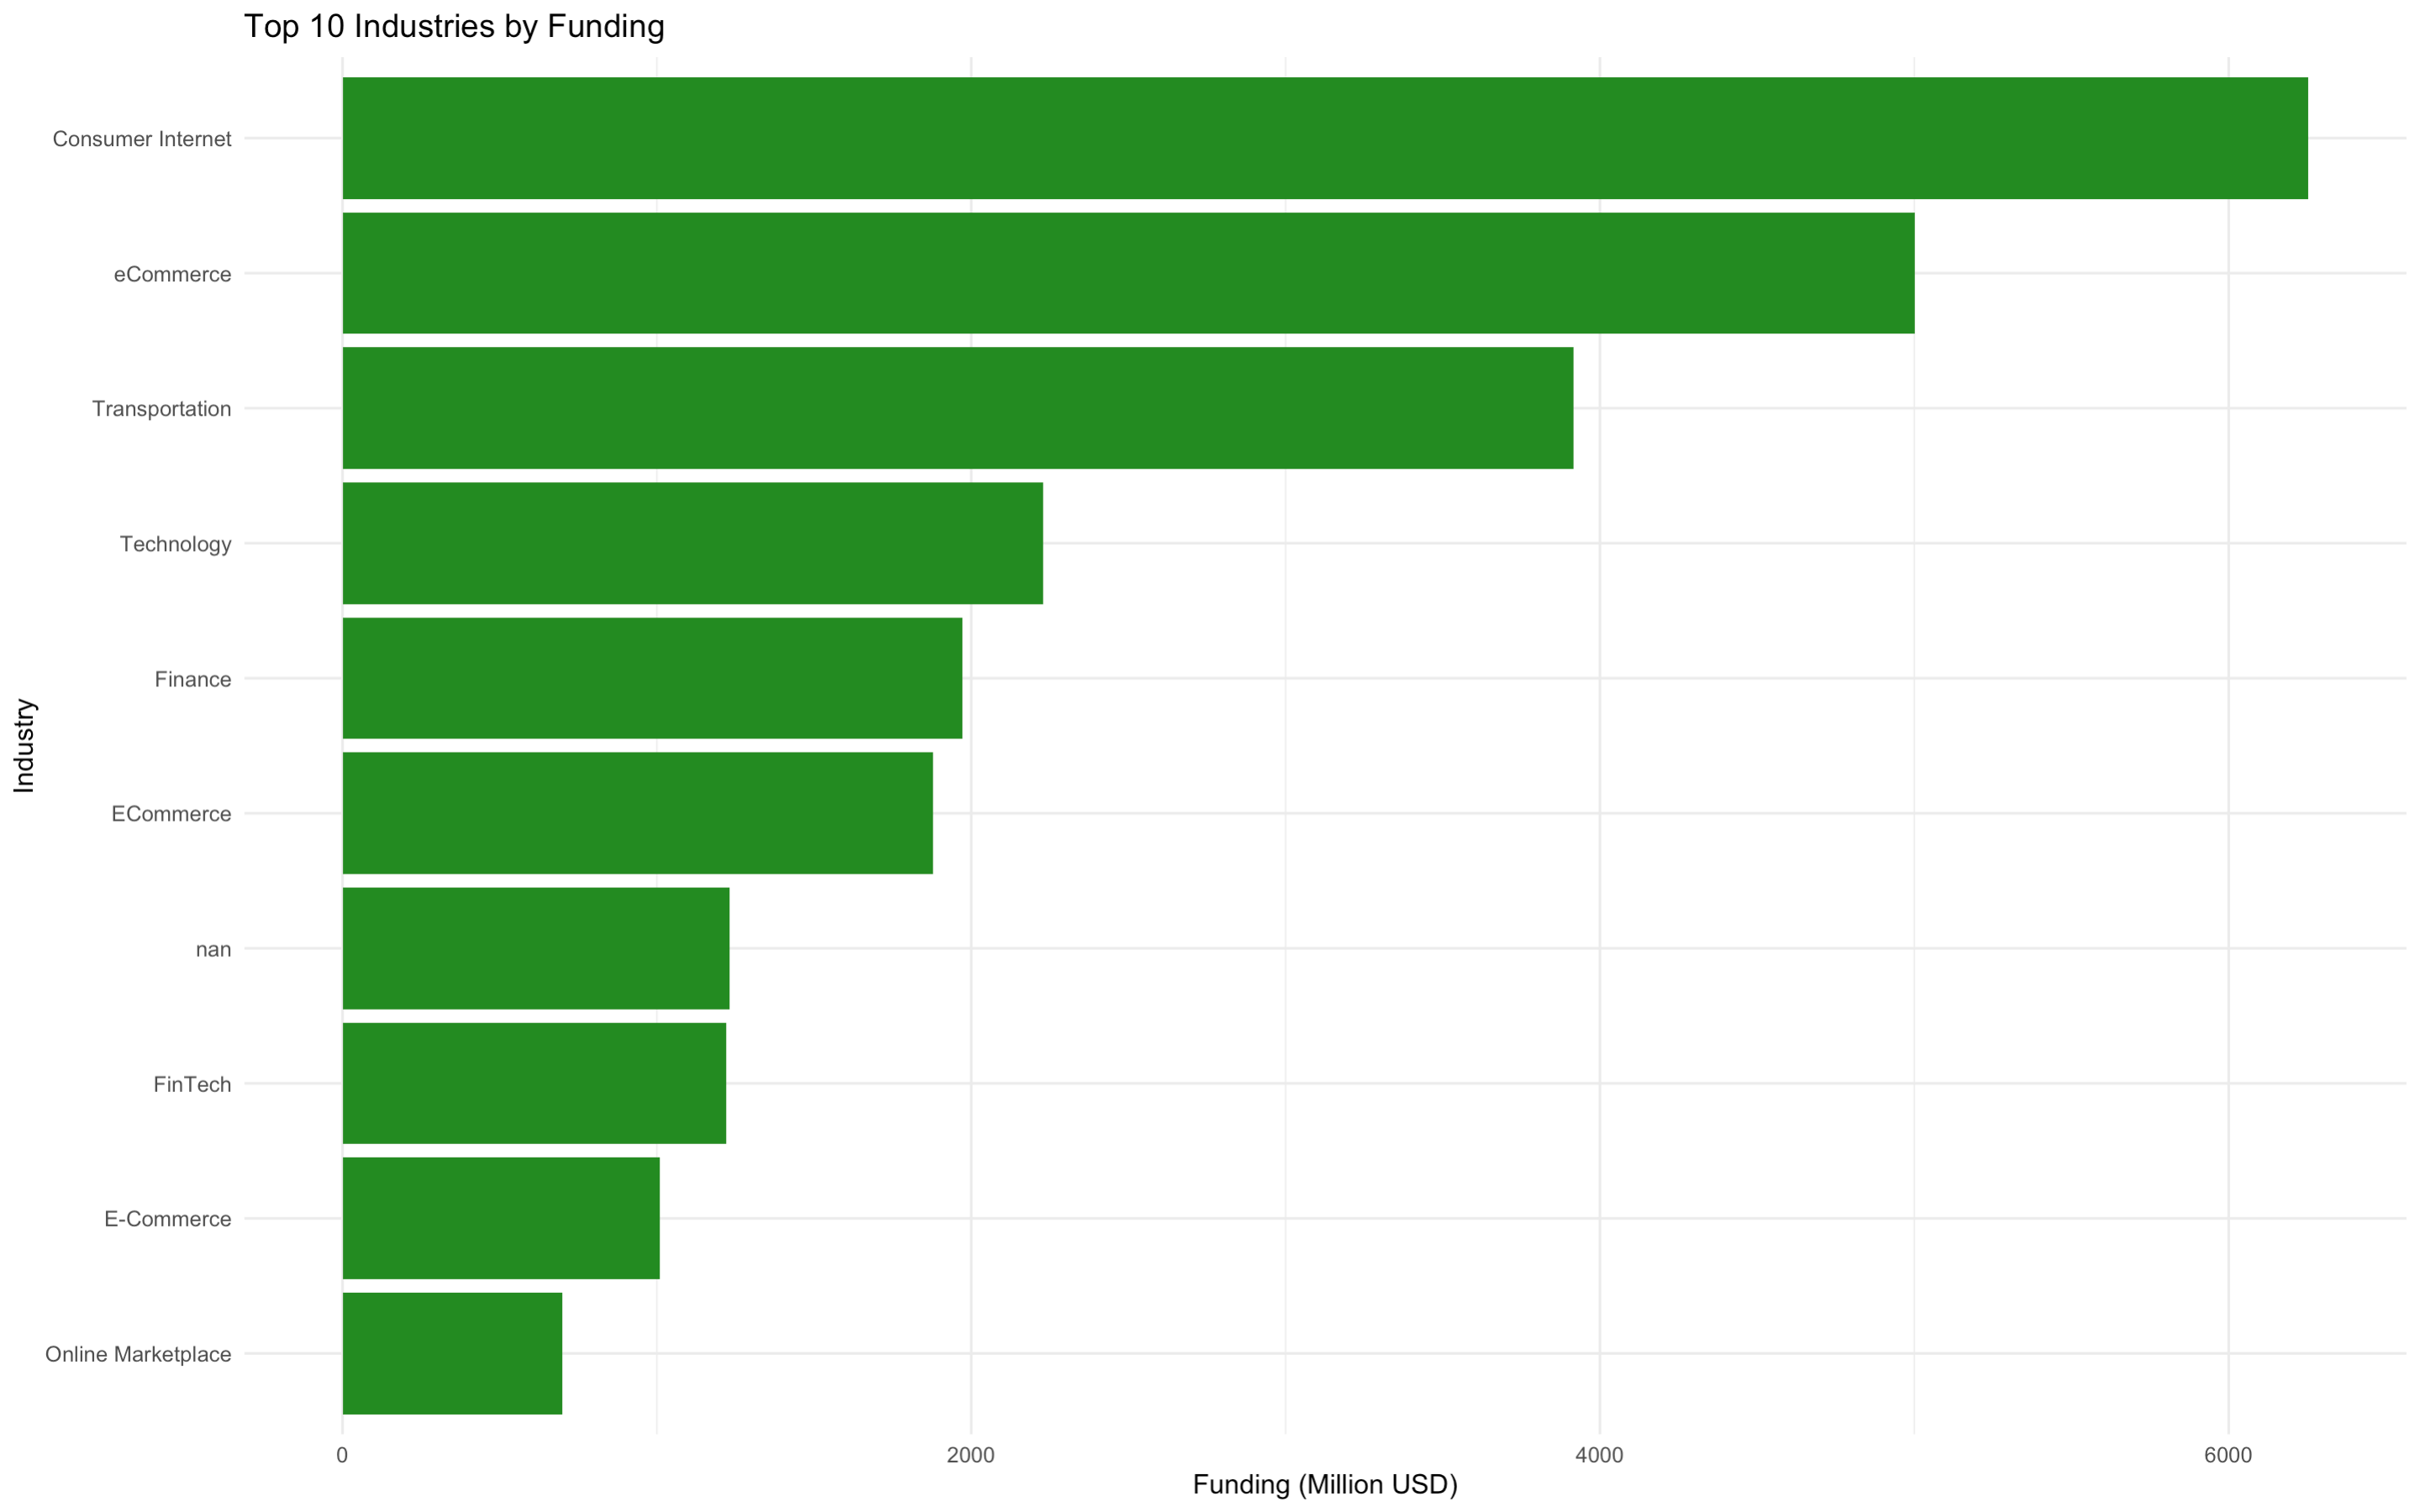 Top 10 Industries by Funding
Consumer Internet
eCommerce
Transportation
Technology
Finance
ECommerce
nan
FinTech
E-Commerce
Online Marketplace
Industry
0 2000 4000 6000
Funding (Million USD)